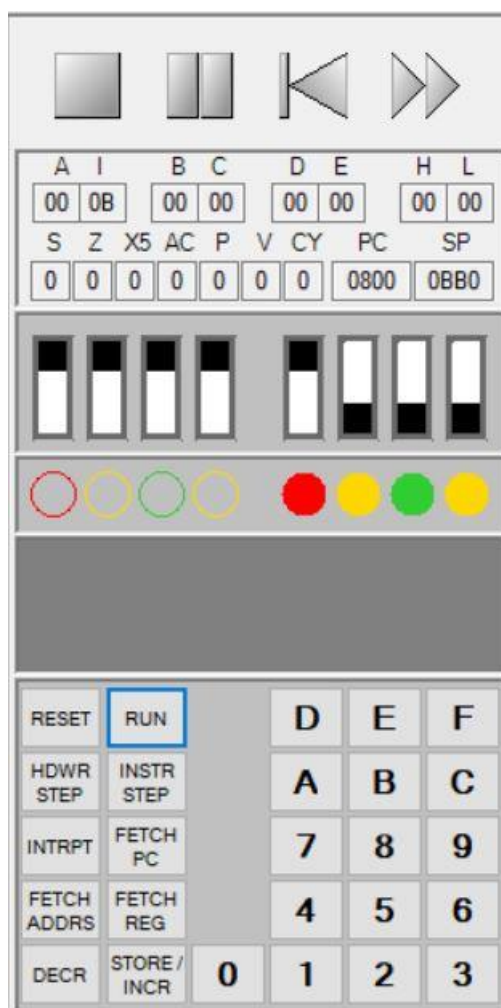 A I B C D E H L
00 0B 00 00 00 00 00 00
S Z X5 AC P V CY PC SP
0 0 0 0 0 0 0 0800 0BB0
RESET RUN D E F
HDWR STEP INSTR STEP A B C
INTRPT FETCH PC 7 8 9
FETCH ADDRS FETCH REG 4 5 6
DECR STORE / INCR 0 1 2 3